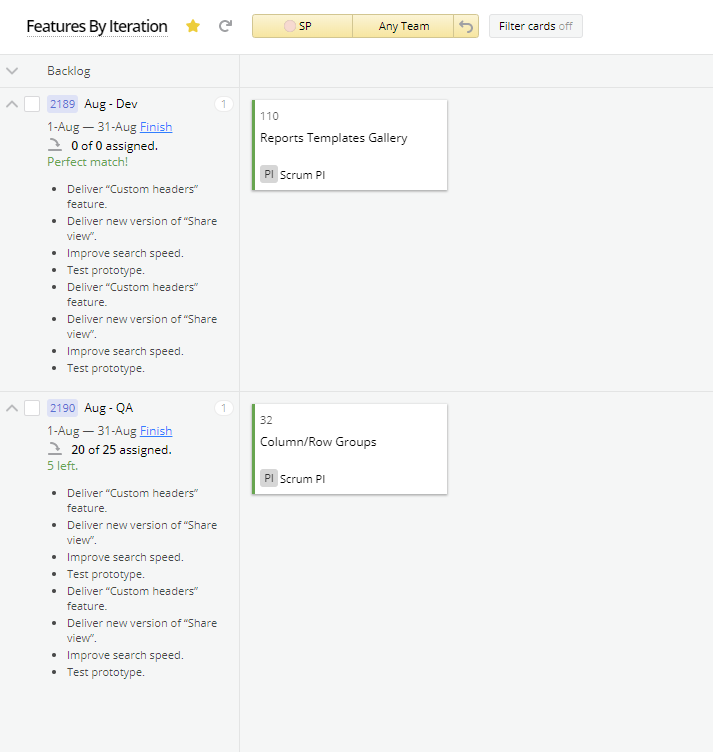 Features By Iteration
SP
Any Team
Filter cards off
Backlog
2189 Aug - Dev 1
1-Aug — 31-Aug Finish
0 of 0 assigned.
Perfect match!
• Deliver “Custom headers”
feature.
• Deliver new version of “Share
view”.
• Improve search speed.
• Test prototype.
• Deliver “Custom headers”
feature.
• Deliver new version of “Share
view”.
• Improve search speed.
• Test prototype.
110
Reports Templates Gallery
PI Scrum PI
2190 Aug - QA 1
1-Aug — 31-Aug Finish
20 of 25 assigned.
5 left.
• Deliver “Custom headers”
feature.
• Deliver new version of “Share
view”.
• Improve search speed.
• Test prototype.
• Deliver “Custom headers”
feature.
• Deliver new version of “Share
view”.
• Improve search speed.
• Test prototype.
32
Column/Row Groups
PI Scrum PI